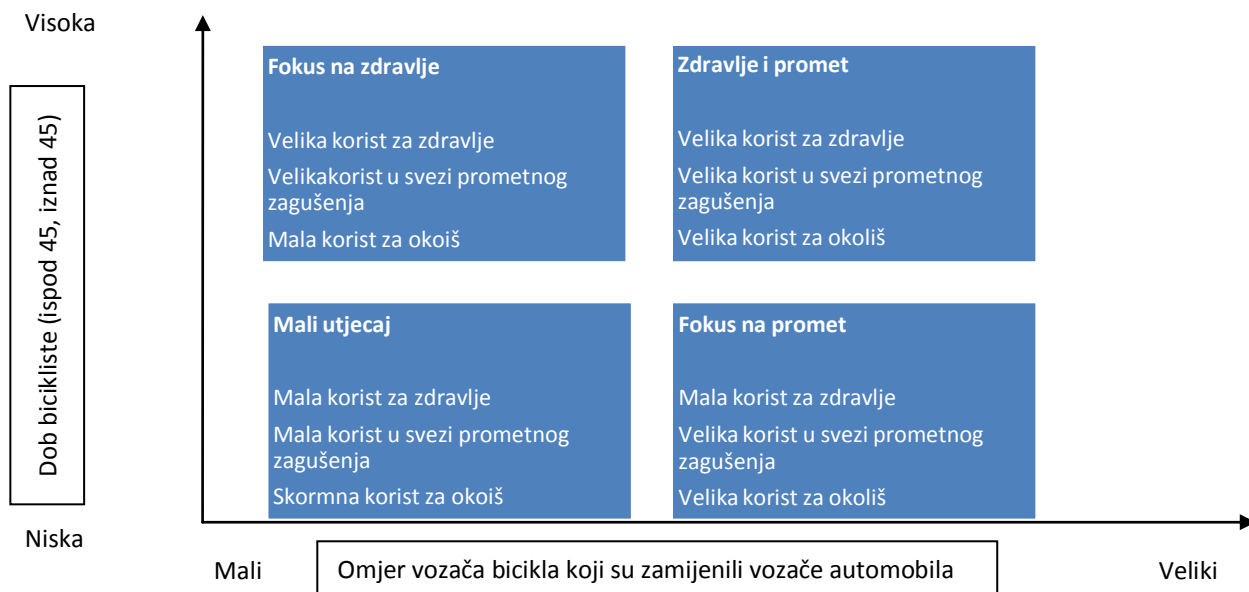 Visoka
Dob bicikliste (ispod 45, iznad 45)
Niska
Fokus na zdravlje
Velika korist za zdravlje
Velikakorist u svezi prometnog
zagušenja
Mala korist za okoiš
Zdravlje i promet
Velika korist za zdravlje
Velika korist u svezi prometnog
zagušenja
Velika korist za okoliš
Mali utjecaj
Mala korist za zdravlje
Mala korist u svezi prometnog
zagušenja
Skormna korist za okoiš
Fokus na promet
Mala korist za zdravlje
Velika korist u svezi prometnog
zagušenja
Velika korist za okoliš
Mali
Omjer vozača bicikla koji su zamijenili vozače automobila
Veliki